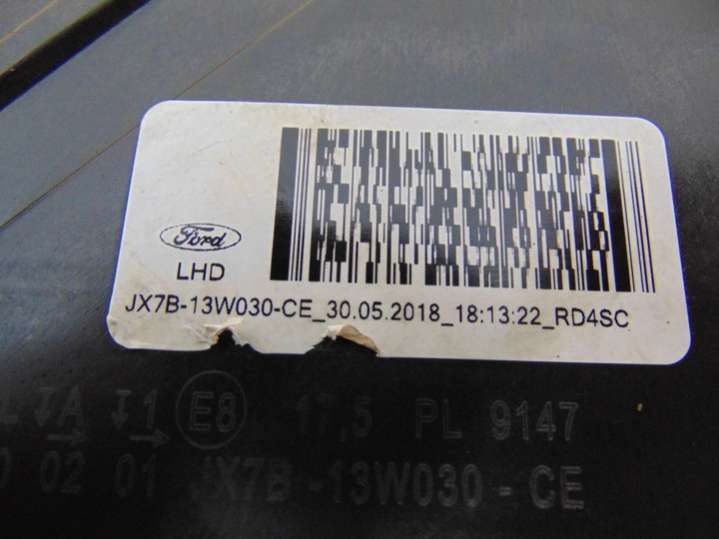 Ford
LHD
JX7B-13W030-CE_30.05.2018_18:13:22_RD4SC
A 1 E8 17,5 PL 9147
02 01 JX7B-13W030-CE